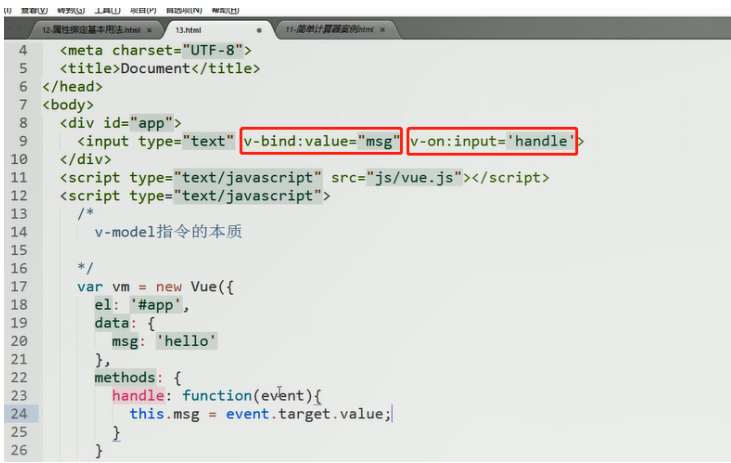 查看(V) 转到(G) 工具(T) 项目(P) 首选项(N) 帮助(H)
12-属性绑定基本用法.html × 13.html 11-简单计算器案例html ×
4 <meta charset="UTF-8">
5 <title>Document</title>
6 </head>
7 <body>
8 <div id="app">
9 <input type="text" v-bind:value="msg" v-on:input='handle'>
10 </div>
11 <script type="text/javascript" src="js/vue.js"></script>
12 <script type="text/javascript">
13 /*
14 v-model指令的本质
15
16 */
17 var vm = new Vue({
18 el: '#app',
19 data: {
20 msg: 'hello'
21 },
22 methods: {
23 handle: function(event){
24 this.msg = event.target.value;
25 }
26 }